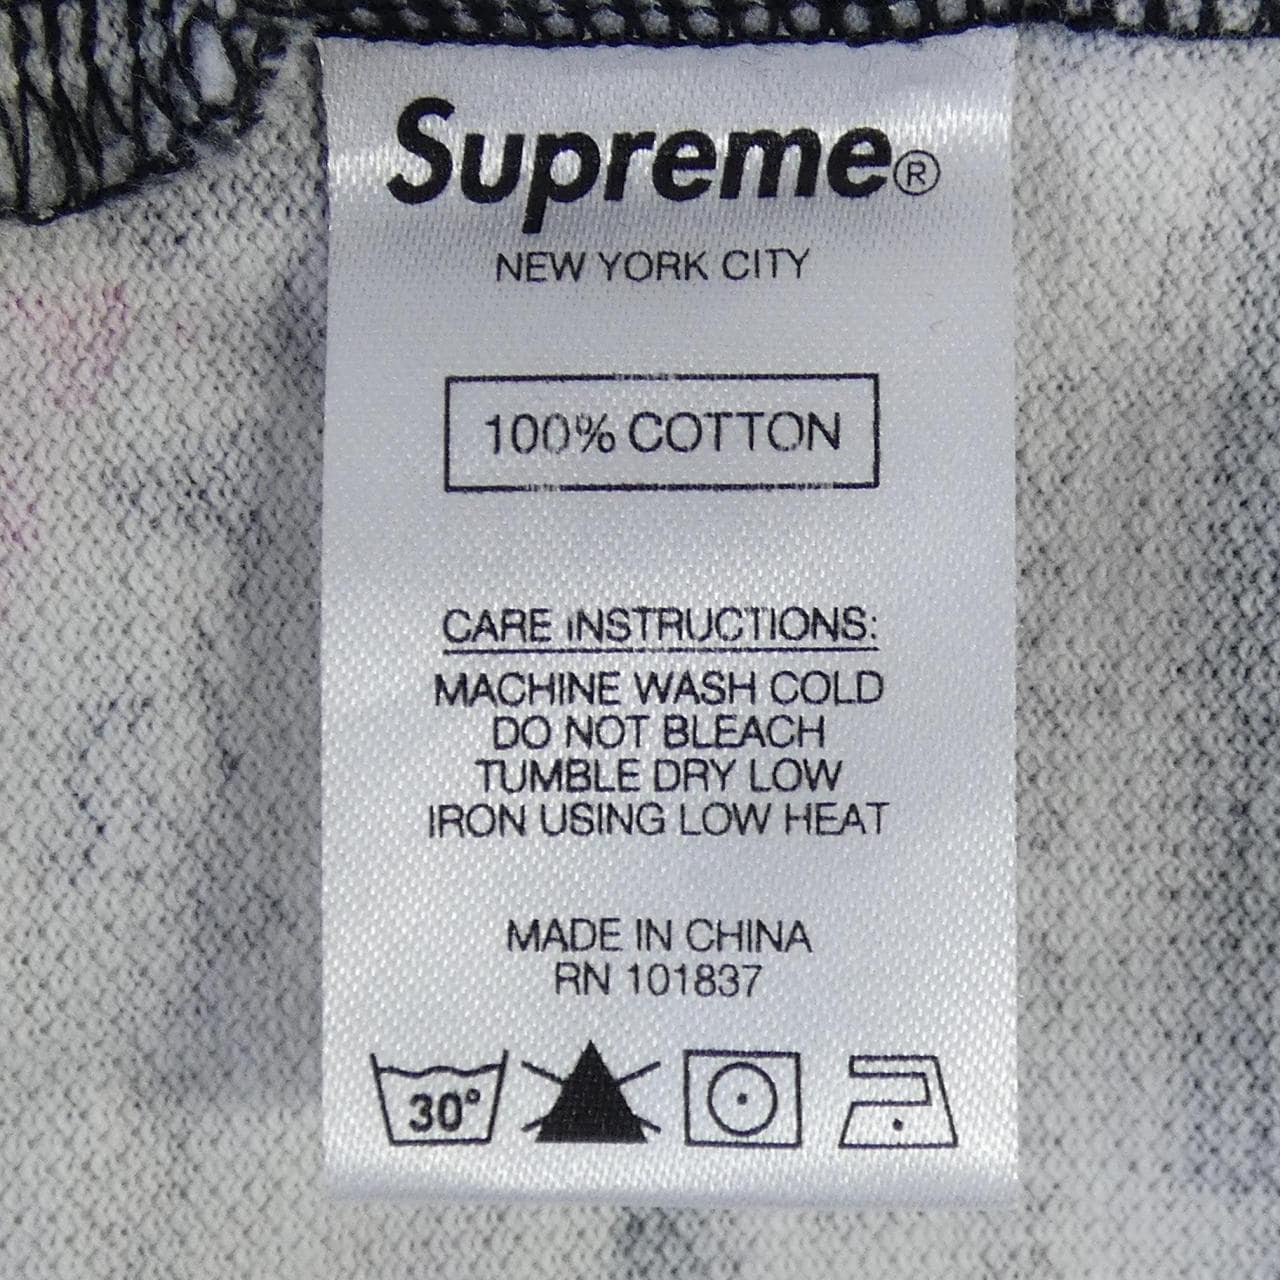 Supreme®
NEW YORK CITY
100% COTTON
CARE INSTRUCTIONS:
MACHINE WASH COLD
DO NOT BLEACH
TUMBLE DRY LOW
IRON USING LOW HEAT
MADE IN CHINA
RN 101837
30°